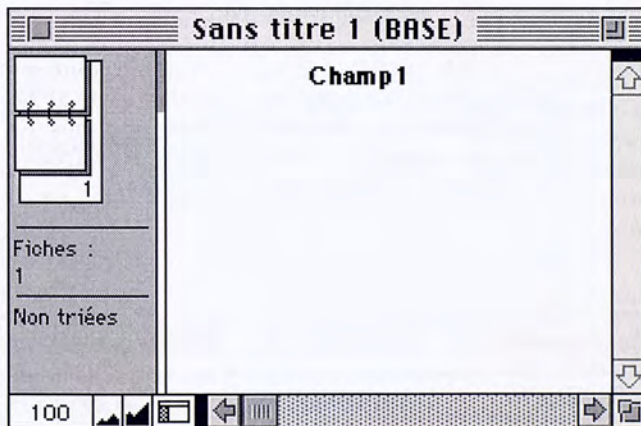 Sans titre 1 (BASE)
Champ1
1
Fiches :
1
Non triées
100